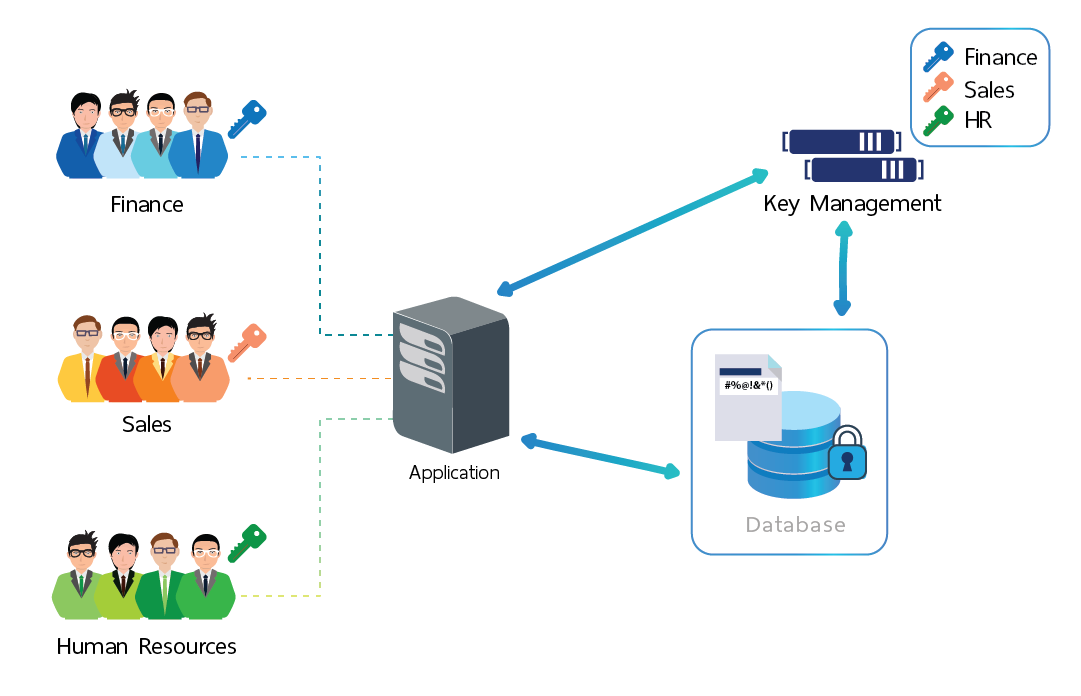 Finance
Sales
HR
Key Management
Finance
Application
Sales
#%@!&*()
Database
Human Resources